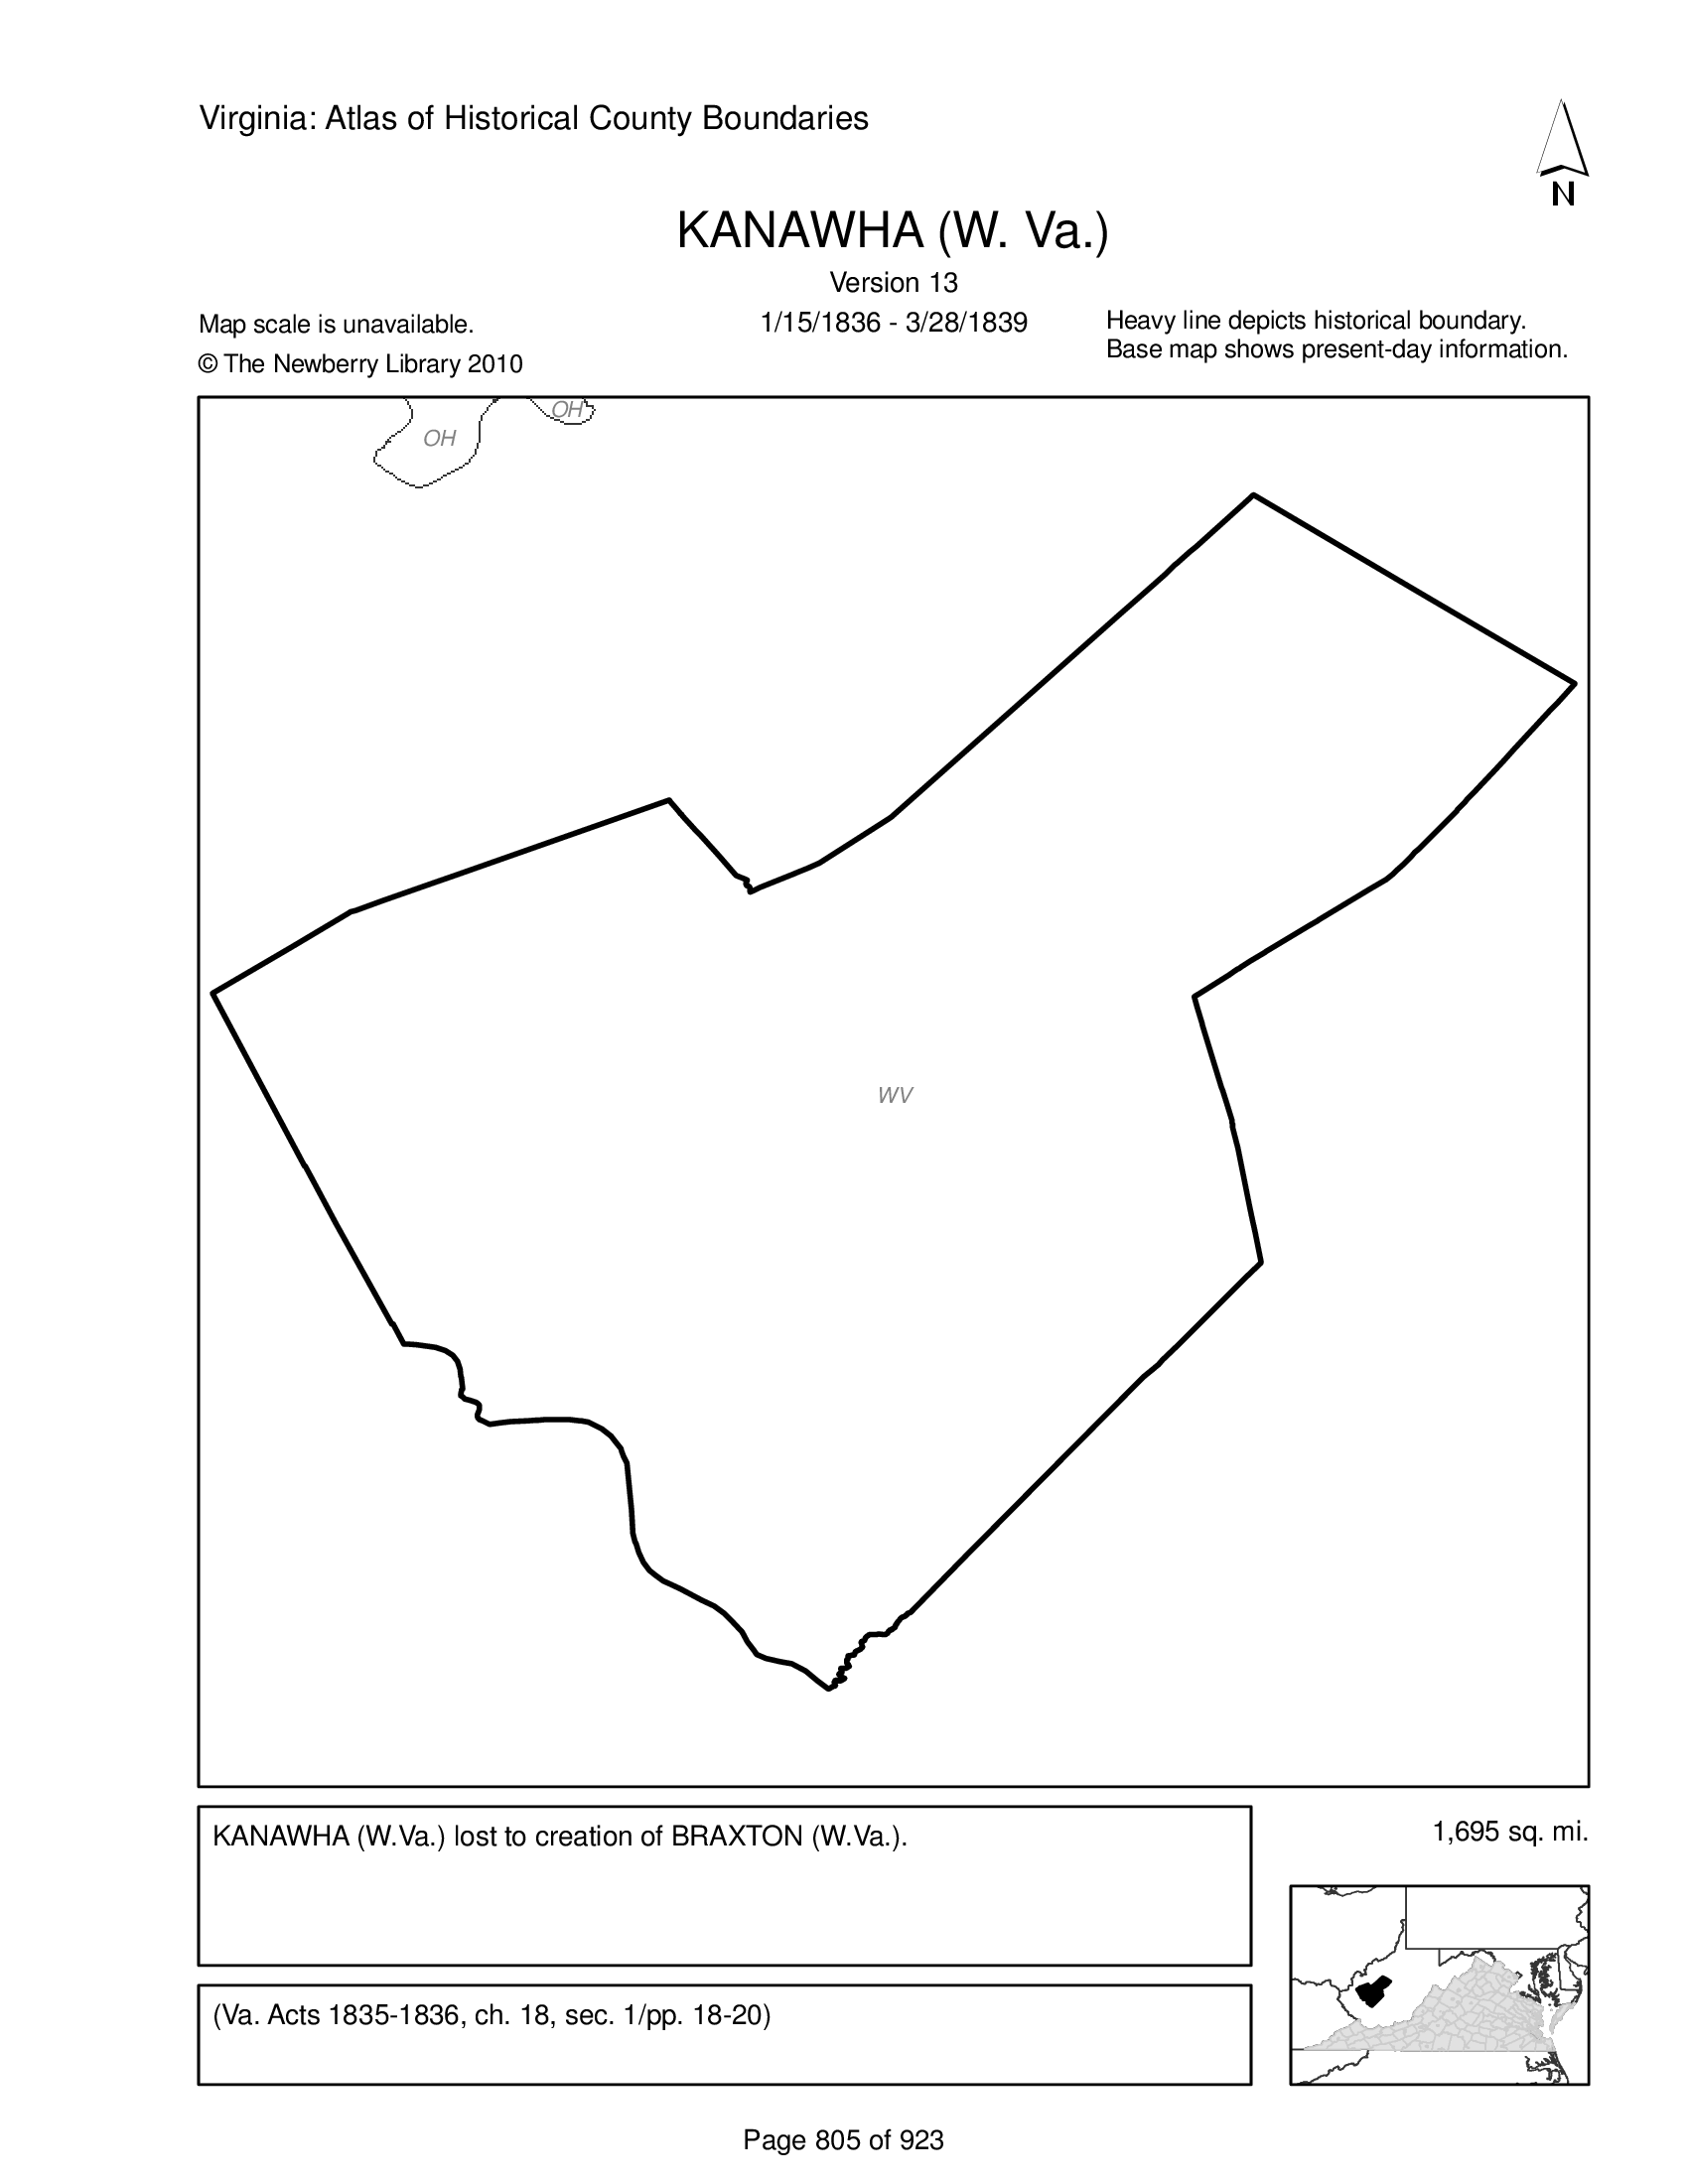 Virginia: Atlas of Historical County Boundaries
N
KANAWHA (W. Va.)
Version 13
Map scale is unavailable.
1/15/1836 - 3/28/1839
Heavy line depicts historical boundary.
Base map shows present-day information.
© The Newberry Library 2010
OH
OH
WV
KANAWHA (W.Va.) lost to creation of BRAXTON (W.Va.).
1,695 sq. mi.
(Va. Acts 1835-1836, ch. 18, sec. 1/pp. 18-20)
Page 805 of 923